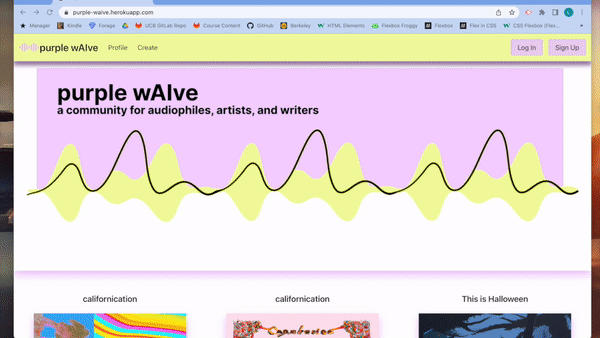 purple-waive.herokuapp.com
Manager
Kindle
Forage
UCB GitLab Repo
Course Content
GitHub
Berkeley
HTML Elements
Flexbox Froggy
Flexbox
Flex in CSS
CSS Flexbox (Flex...
purple wAIve
Profile
Create
Log In
Sign Up
purple wAIve
a community for audiophiles, artists, and writers
californication
californication
This is Halloween